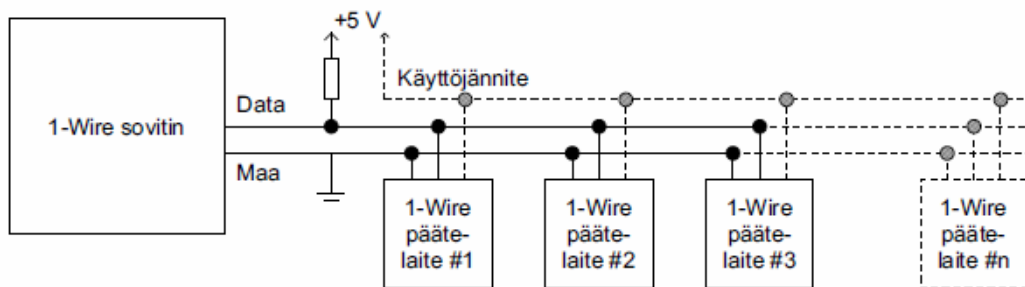 +5 V
Käyttöjännite
Data
1-Wire sovitin
Maa
1-Wire
pääte-
laite #1
1-Wire
pääte-
laite #2
1-Wire
pääte-
laite #3
1-Wire
pääte-
laite #n